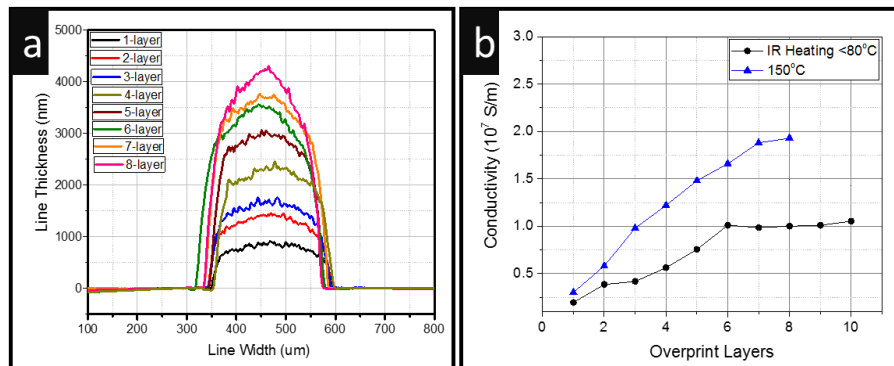 a
5000
4000
3000
2000
1000
0
Line Thickness (nm)
1-layer
2-layer
3-layer
4-layer
5-layer
6-layer
7-layer
8-layer
100 200 300 400 500 600 700 800
Line Width (um)
b
3.0
2.5
2.0
1.5
1.0
0.5
Conductivity (10⁷ S/m)
IR Heating <80°C
150°C
0 2 4 6 8 10
Overprint Layers